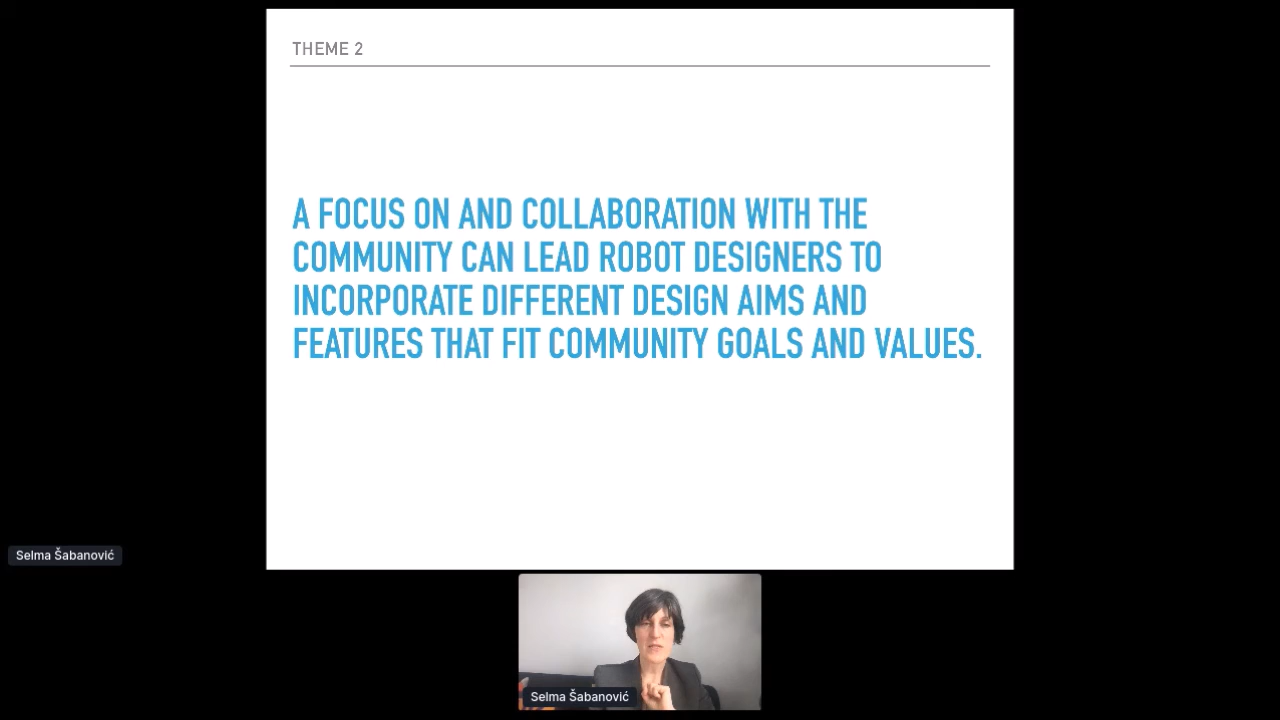 THEME 2
A FOCUS ON AND COLLABORATION WITH THE
COMMUNITY CAN LEAD ROBOT DESIGNERS TO
INCORPORATE DIFFERENT DESIGN AIMS AND
FEATURES THAT FIT COMMUNITY GOALS AND VALUES.
Selma Šabanović
Selma Šabanović